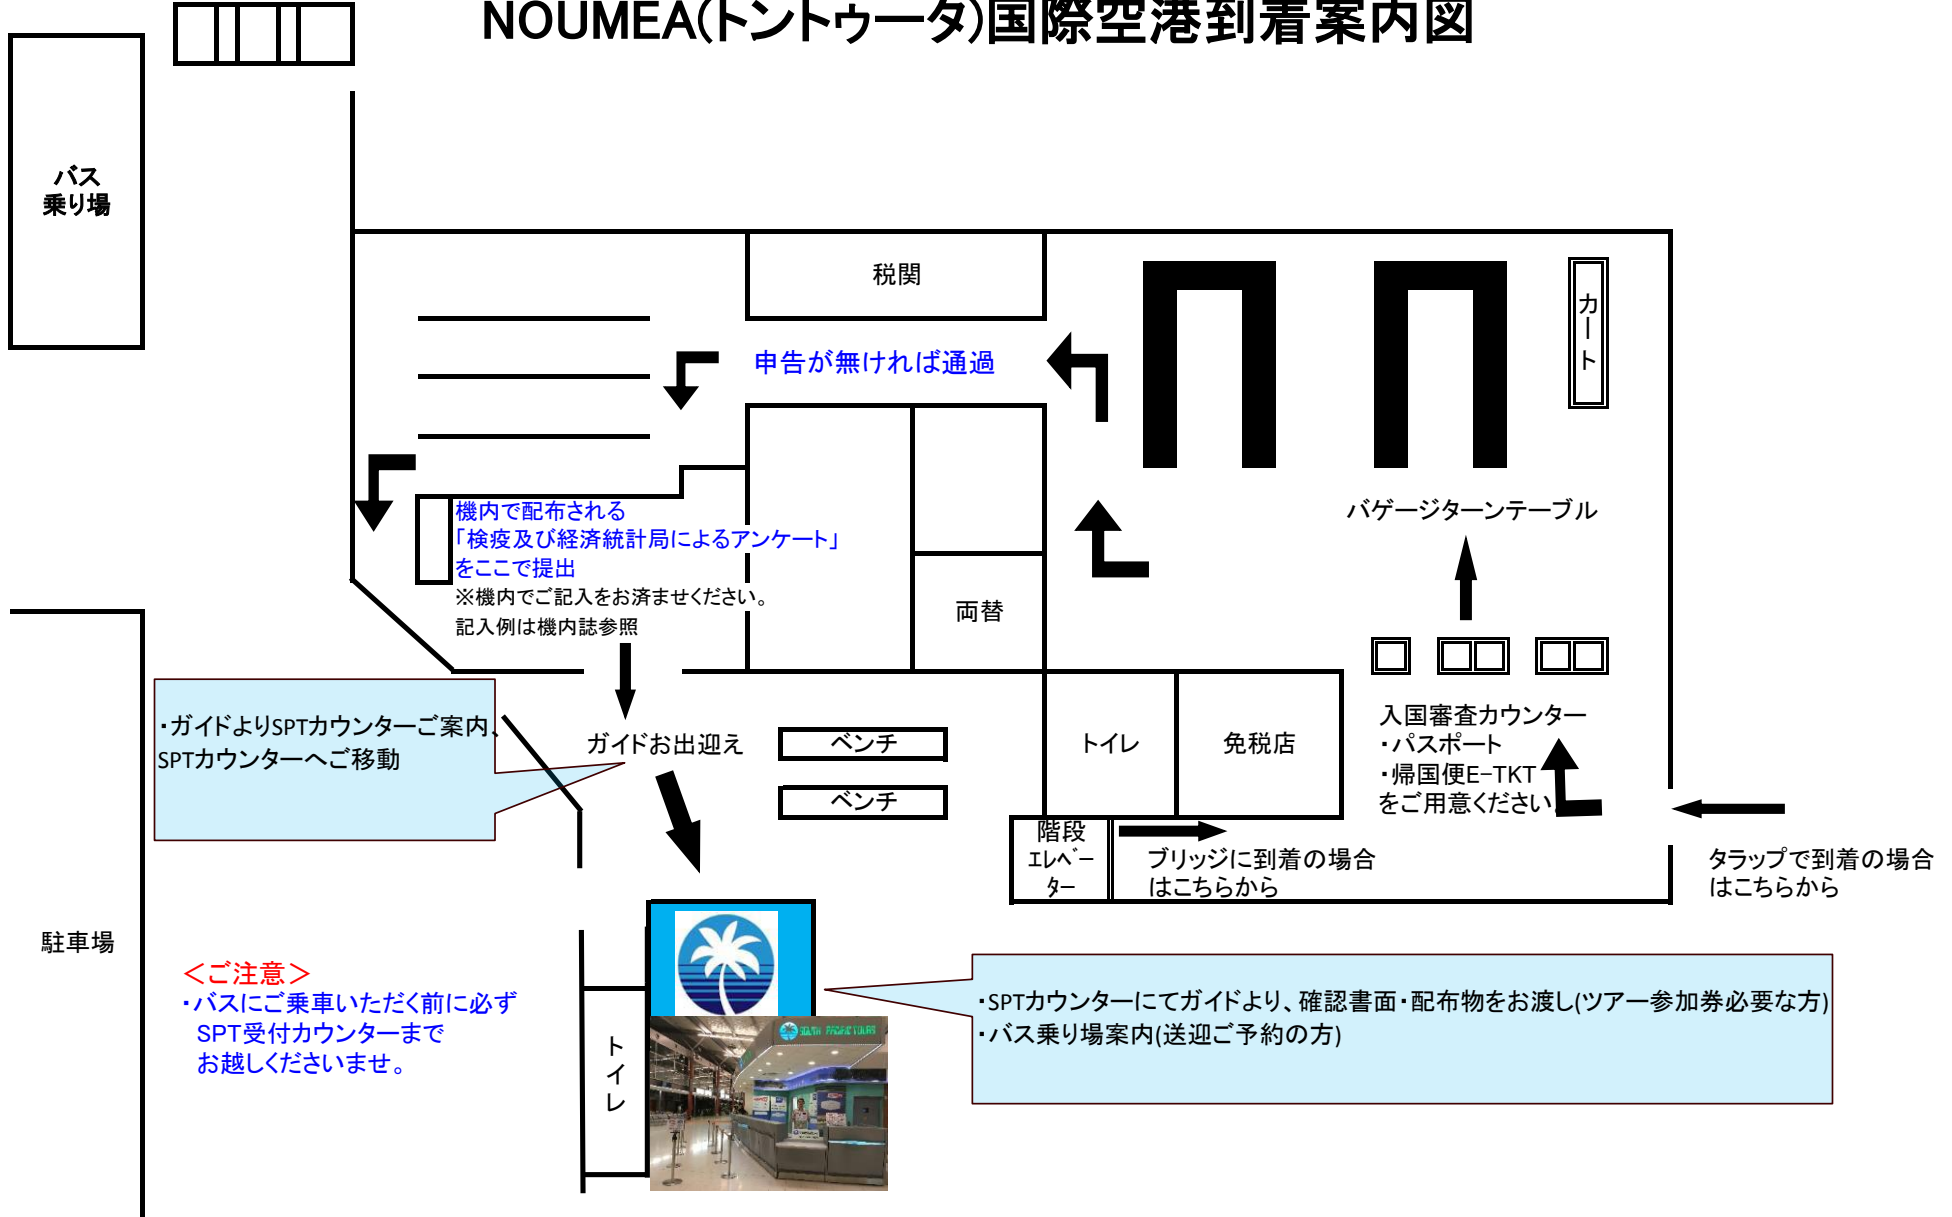 NOUMEA(トントゥータ)国際空港到着案内図
バス
乗り場
税関
カート
申告が無ければ通過
バゲージターンテーブル
機内で配布される
「検疫及び経済統計局によるアンケート」
をここで提出
※機内でご記入をお済ませください。
記入例は機内誌参照
両替
入国審査カウンター
・パスポート
・帰国便E-TKT
をご用意ください。
・ガイドよりSPTカウンターご案内、
SPTカウンターへご移動
ガイドお出迎え
ベンチ
ベンチ
トイレ
免税店
階段
エレベー
ター
ブリッジに到着の場合
はこちらから
タラップで到着の場合
はこちらから
駐車場
＜ご注意＞
・バスにご乗車いただく前に必ず
SPT受付カウンターまで
お越しくださいませ。
トイレ
SOUTH PACIFIC TOURS
・SPTカウンターにてガイドより、確認書面・配布物をお渡し(ツアー参加券必要な方)
・バス乗り場案内(送迎ご予約の方)